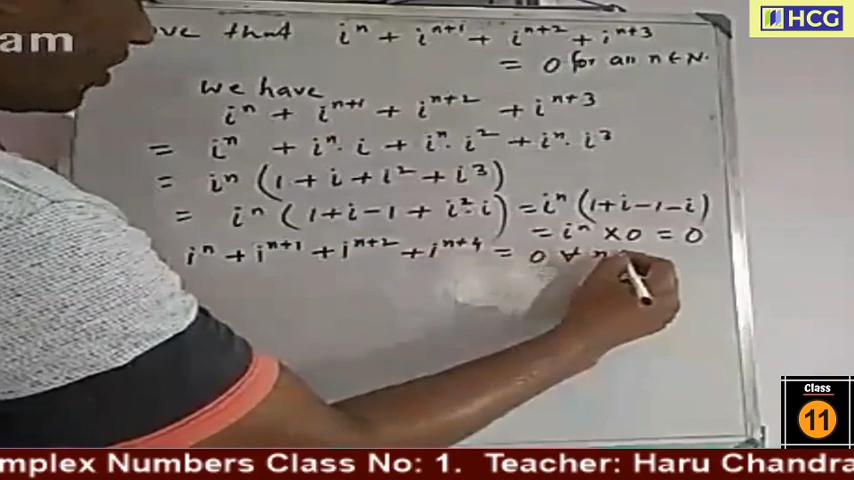 HCG
am
ve that iⁿ + iⁿ⁺¹ + iⁿ⁺² + iⁿ⁺³
= 0 for all n ∈ N.
we have
iⁿ + iⁿ⁺¹ + iⁿ⁺² + iⁿ⁺³
= iⁿ + iⁿ. i + iⁿ. i² + iⁿ. i³
= iⁿ (1 + i + i² + i³)
= iⁿ (1 + i - 1 + i². i) = iⁿ (1 + i - 1 - i)
= iⁿ × 0 = 0
iⁿ + iⁿ⁺¹ + iⁿ⁺² + iⁿ⁺⁴ = 0 ∀ n
Class
11
mplex Numbers Class No: 1. Teacher: Haru Chandra